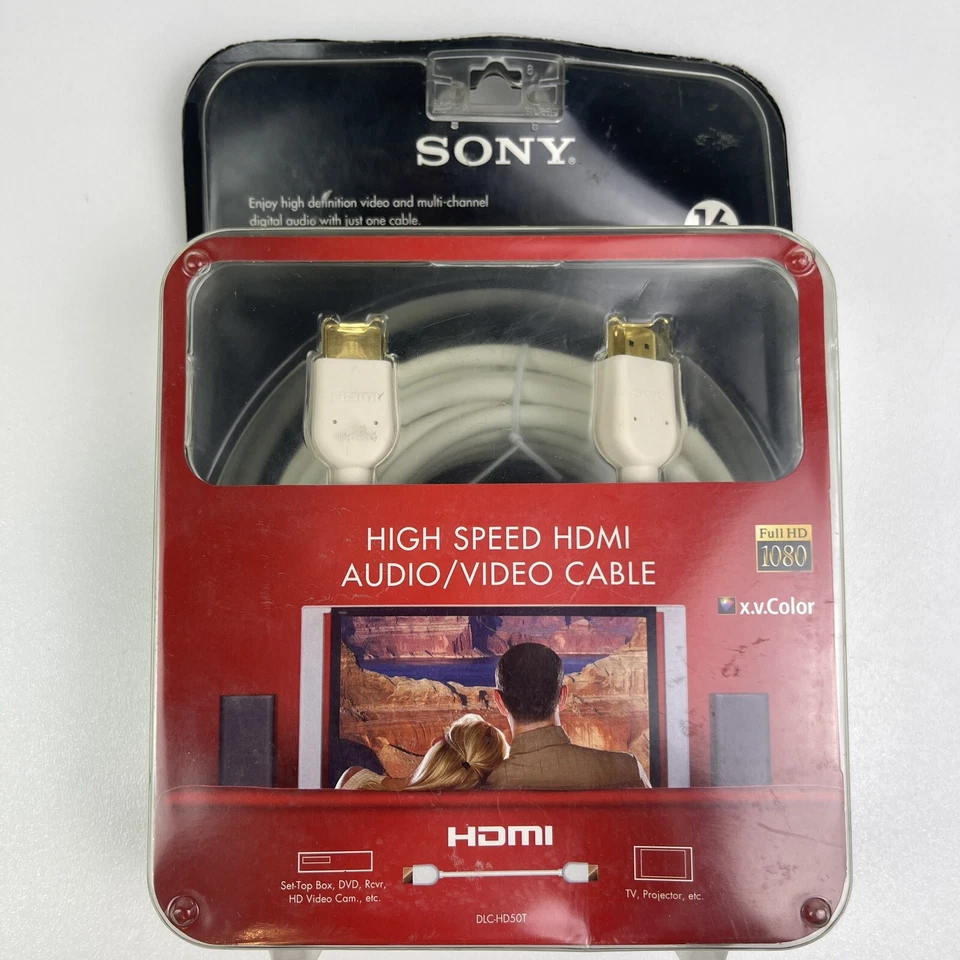 SONY®
Enjoy high definition video and multi-channel
digital audio with just one cable.
16
HIGH SPEED HDMI
AUDIO/VIDEO CABLE
Full HD
1080
x.v.Color
HDMI
Set-Top Box, DVD, Rcvr,
HD Video Cam., etc.
TV, Projector, etc.
DLC-HD50T